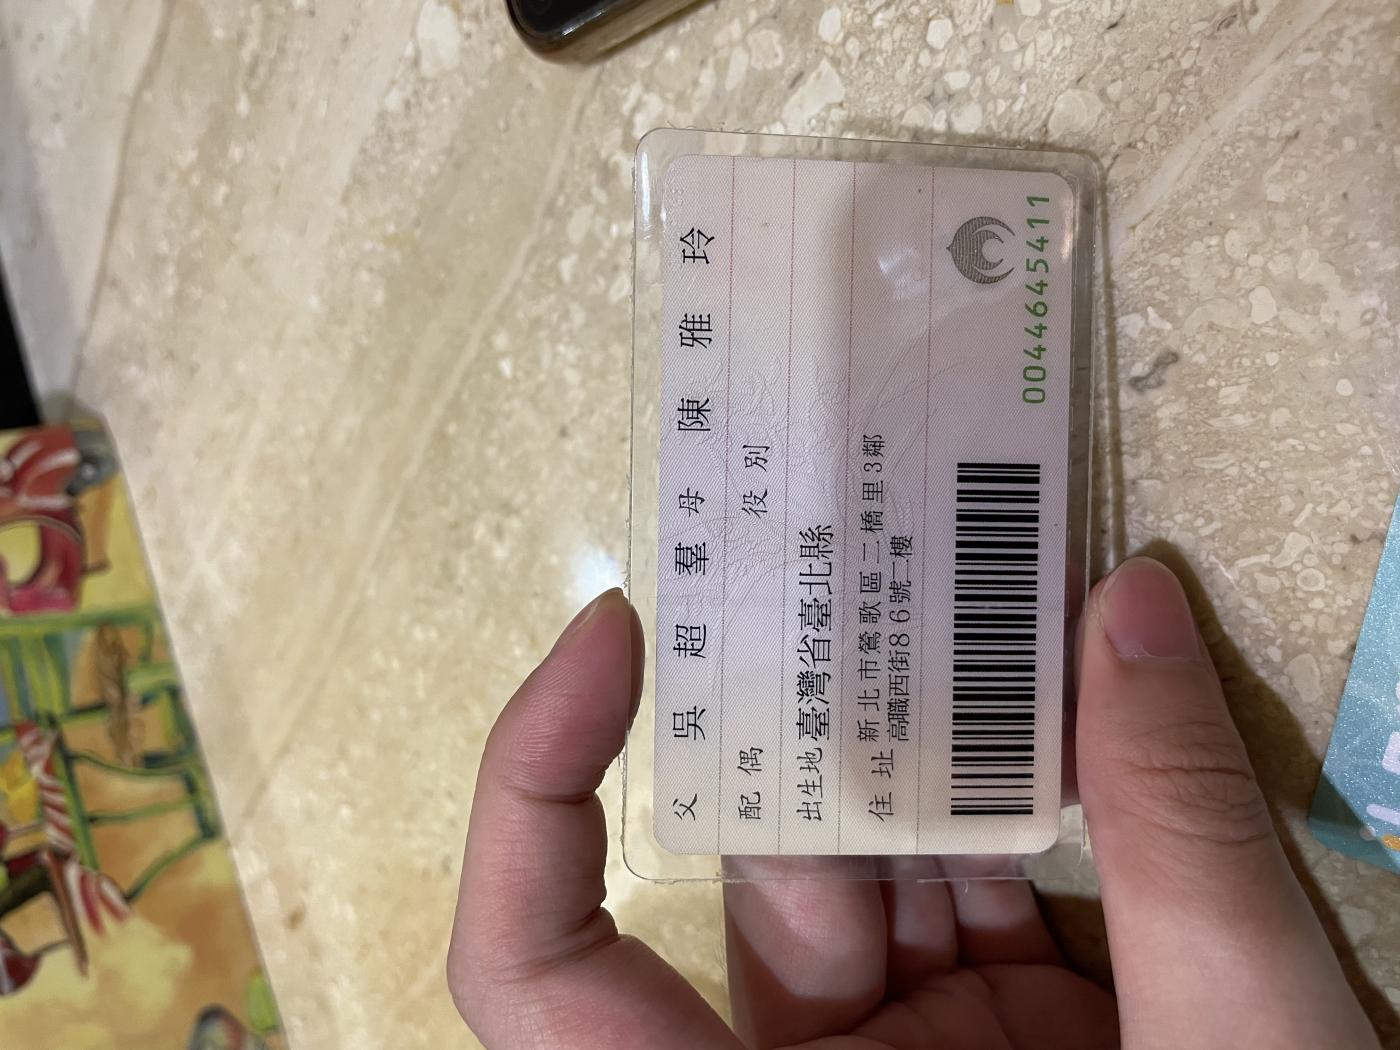 父 吳超羣 母 陳雅玲
配偶 役別
出生地 臺灣省臺北縣
住址 新北市鶯歌區二橋里3鄰
高職西街86號二樓
0044645411